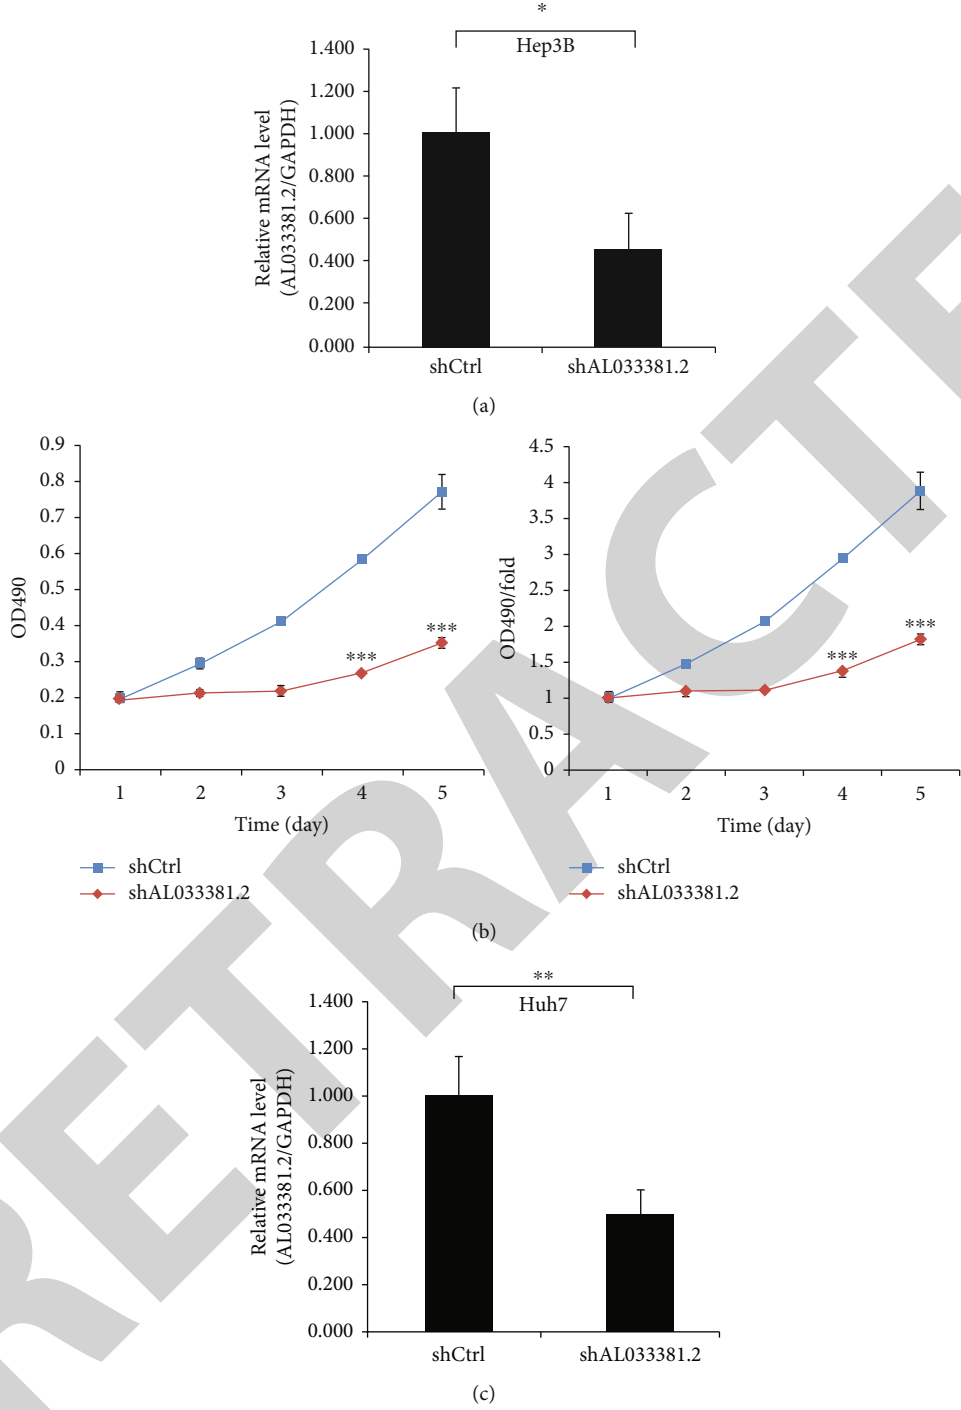 *
Hep3B
1.400
1.200
1.000
0.800
0.600
0.400
0.200
0.000
Relative mRNA level
(AL033381.2/GAPDH)
shCtrl
shAL033381.2
(a)
0.9
0.8
0.7
0.6
0.5
0.4
0.3
0.2
0.1
0
OD490
***
***
1
2
3
4
5
Time (day)
shCtrl
shAL033381.2
4.5
4
3.5
3
2.5
2
1.5
1
0.5
0
OD490/fold
***
***
1
2
3
4
5
Time (day)
shCtrl
shAL033381.2
(b)
**
Huh7
1.400
1.200
1.000
0.800
0.600
0.400
0.200
0.000
Relative mRNA level
(AL033381.2/GAPDH)
shCtrl
shAL033381.2
(c)
RETRACTE